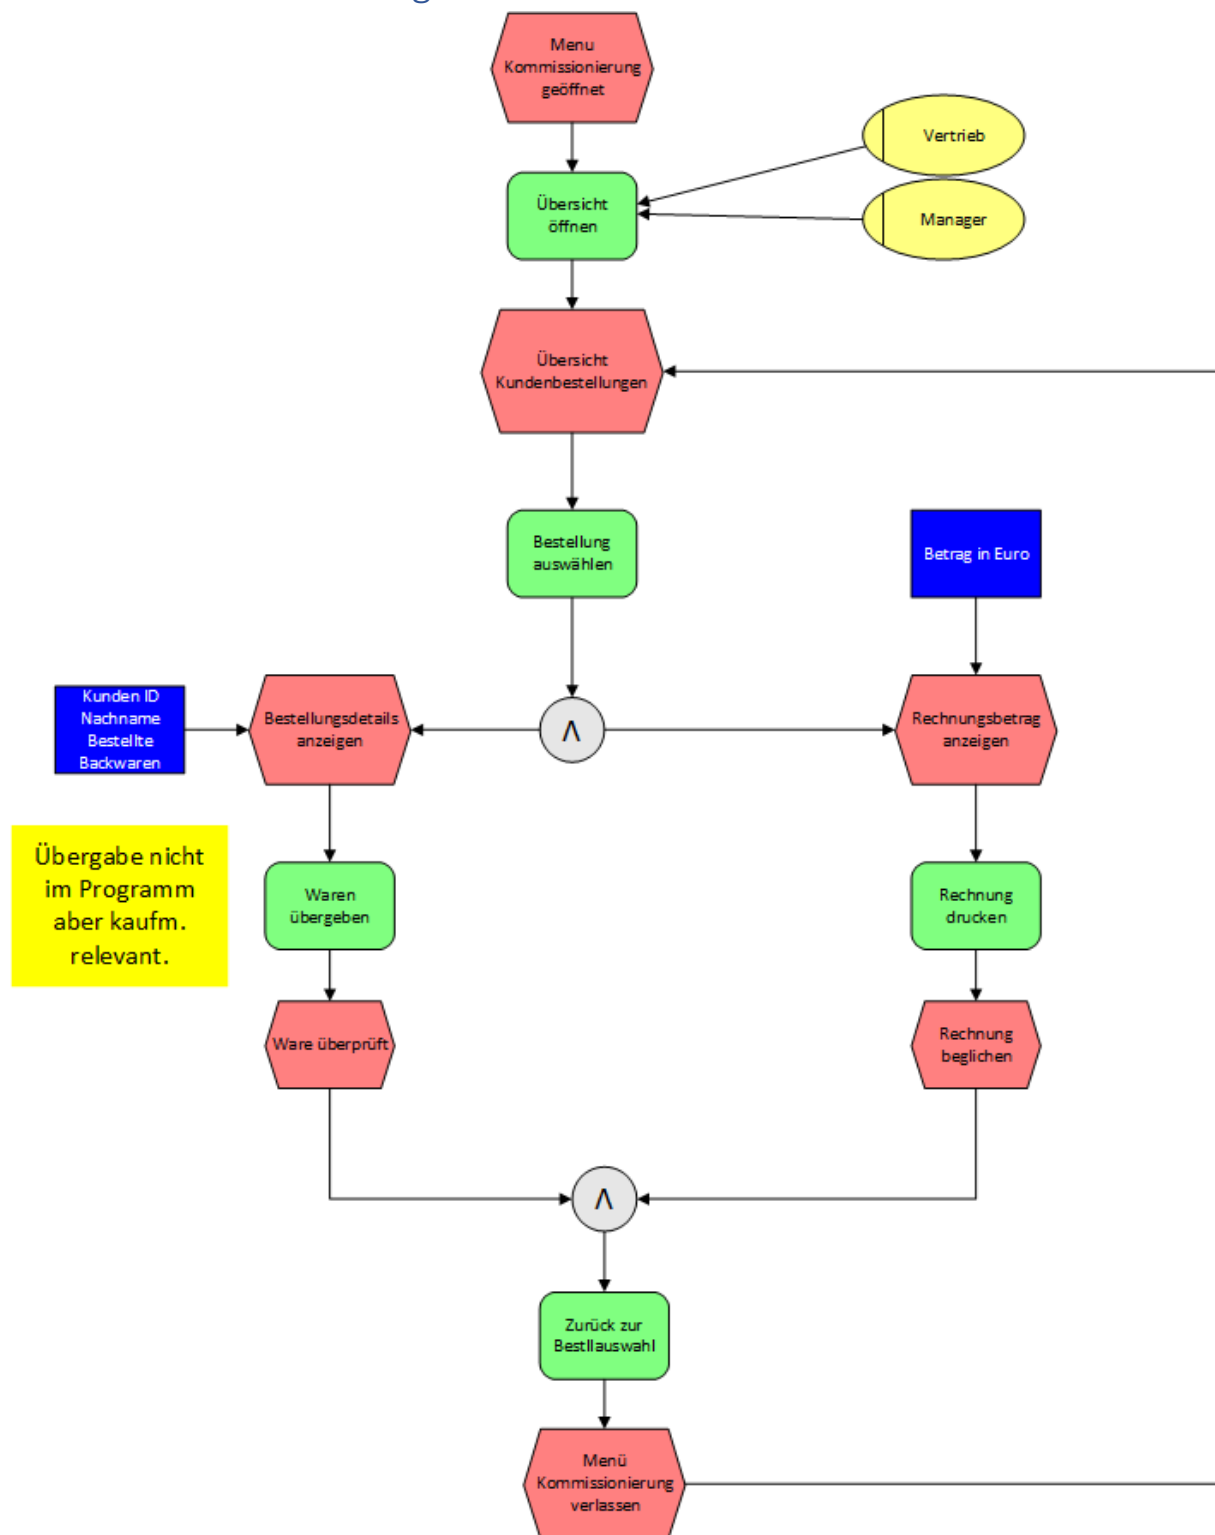 Menu
Kommissionierung
geöffnet
Vertrieb
Übersicht
öffnen
Manager
Übersicht
Kundenbestellungen
Bestellung
auswählen
Betrag in Euro
Kunden ID
Nachname
Bestellte
Backwaren
Bestellungsdetails
anzeigen
Λ
Rechnungsbetrag
anzeigen
Übergabe nicht
im Programm
aber kaufm.
relevant.
Waren
übergeben
Rechnung
drucken
Ware überprüft
Rechnung
beglichen
Λ
Zurück zur
Bestllauswahl
Menü
Kommissionierung
verlassen